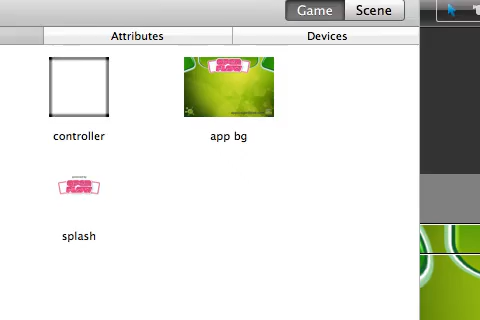 Game Scene
Attributes Devices
controller app bg
splash